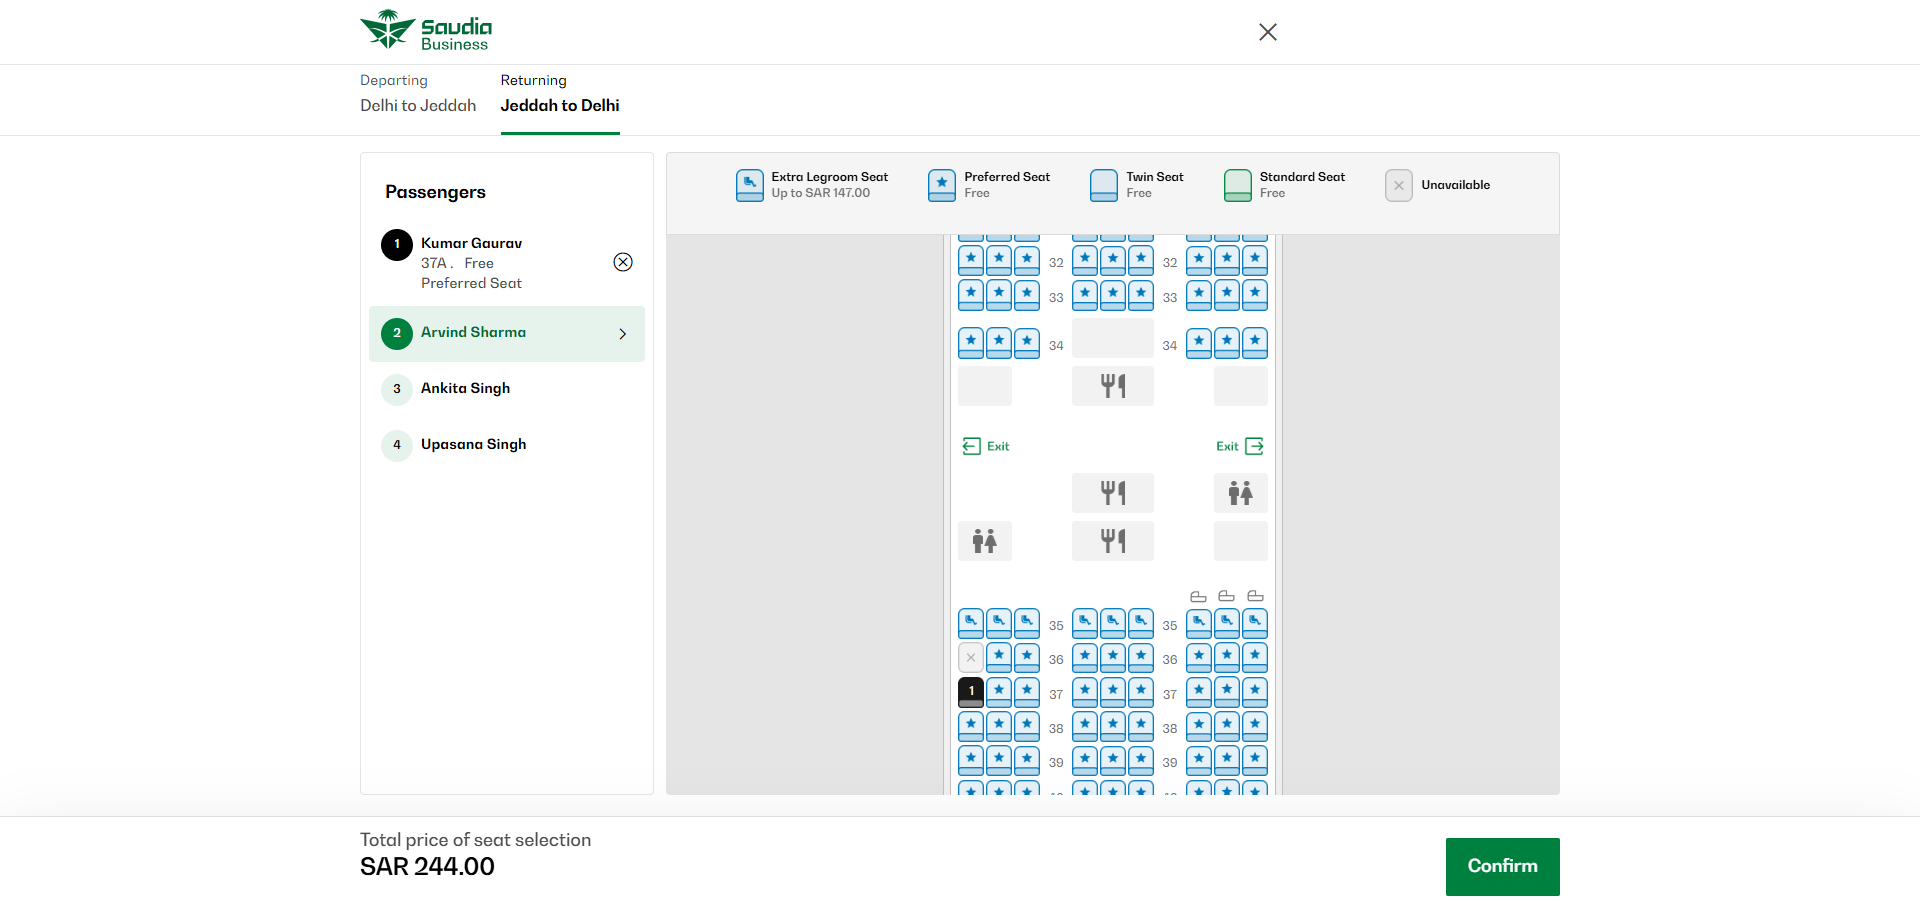 Saudia
Business
Departing
Delhi to Jeddah
Returning
Jeddah to Delhi
Passengers
1 Kumar Gaurav
37A . Free
Preferred Seat
2 Arvind Sharma
3 Ankita Singh
4 Upasana Singh
Extra Legroom Seat
Up to SAR 147.00
Preferred Seat
Free
Twin Seat
Free
Standard Seat
Free
Unavailable
32 32
33 33
34 34
Exit Exit
35 35
36 36
1 37 37
38 38
39 39
Total price of seat selection
SAR 244.00
Confirm